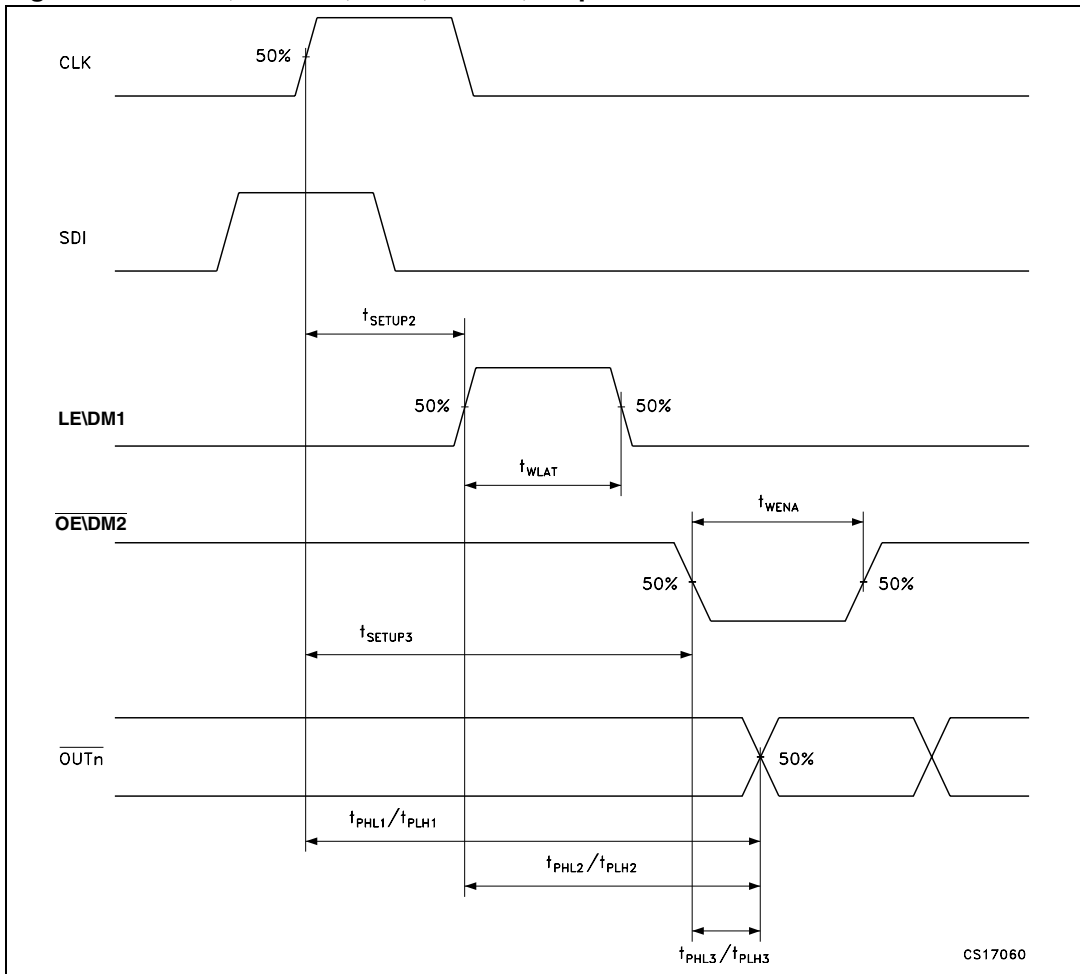 CLK
50%
SDI
tSETUP2
LE\DM1
50%
50%
tWLAT
OE\DM2
tWENA
50%
50%
tSETUP3
OUTn
50%
tPHL1/tPLH1
tPHL2/tPLH2
tPHL3/tPLH3
CS17060